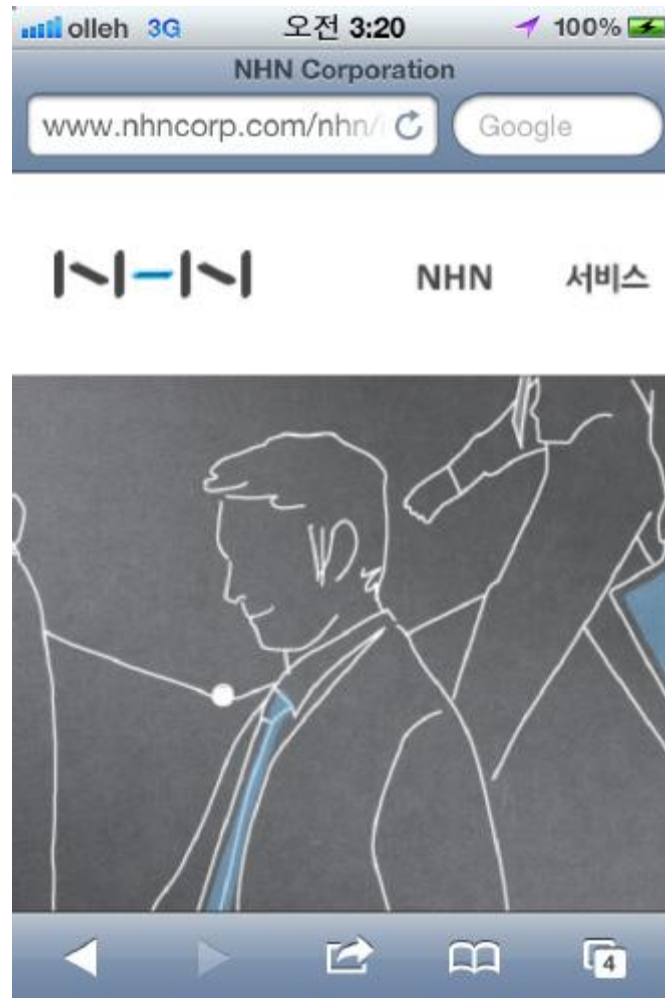 olleh 3G 오전 3:20 100%
NHN Corporation
www.nhncorp.com/nhn/ Google
NHN NHN 서비스
4